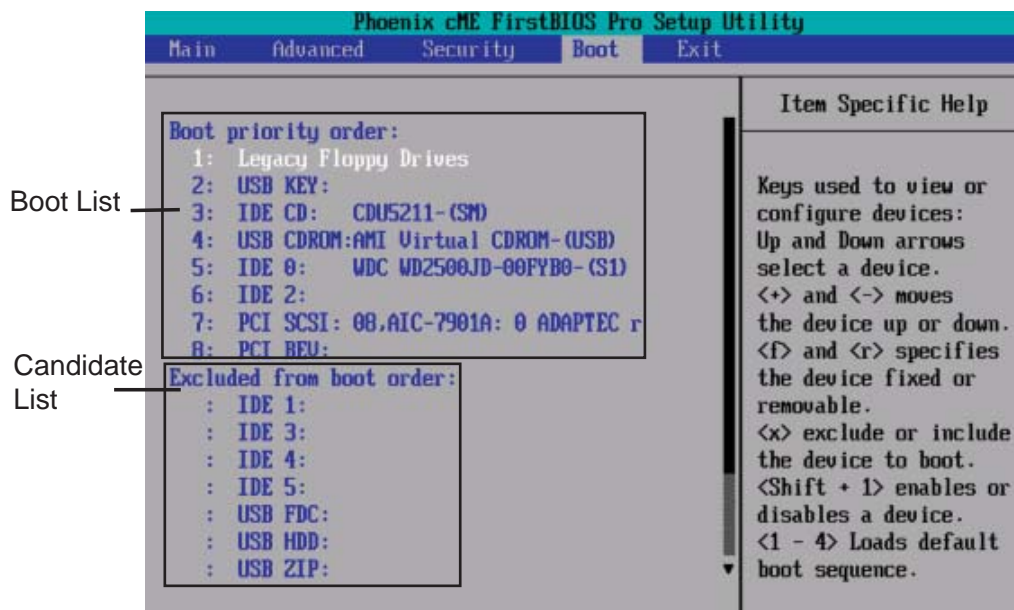 Phoenix cME FirstBIOS Pro Setup Utility
Main Advanced Security Boot Exit
Item Specific Help
Boot priority order:
1: Legacy Floppy Drives
2: USB KEY:
3: IDE CD: CDU5211-(SM)
4: USB CDROM:AMI Virtual CDROM-(USB)
5: IDE 0: WDC WD2500JD-00FYB0-(S1)
6: IDE 2:
7: PCI SCSI: 08,AIC-7901A: 0 ADAPTEC r
8: PCI BEV:
Excluded from boot order:
: IDE 1:
: IDE 3:
: IDE 4:
: IDE 5:
: USB FDC:
: USB HDD:
: USB ZIP:
Boot List
Candidate
List
Keys used to view or
configure devices:
Up and Down arrows
select a device.
<+> and <-> moves
the device up or down.
<f> and <r> specifies
the device fixed or
removable.
<x> exclude or include
the device to boot.
<Shift + 1> enables or
disables a device.
<1 - 4> Loads default
boot sequence.